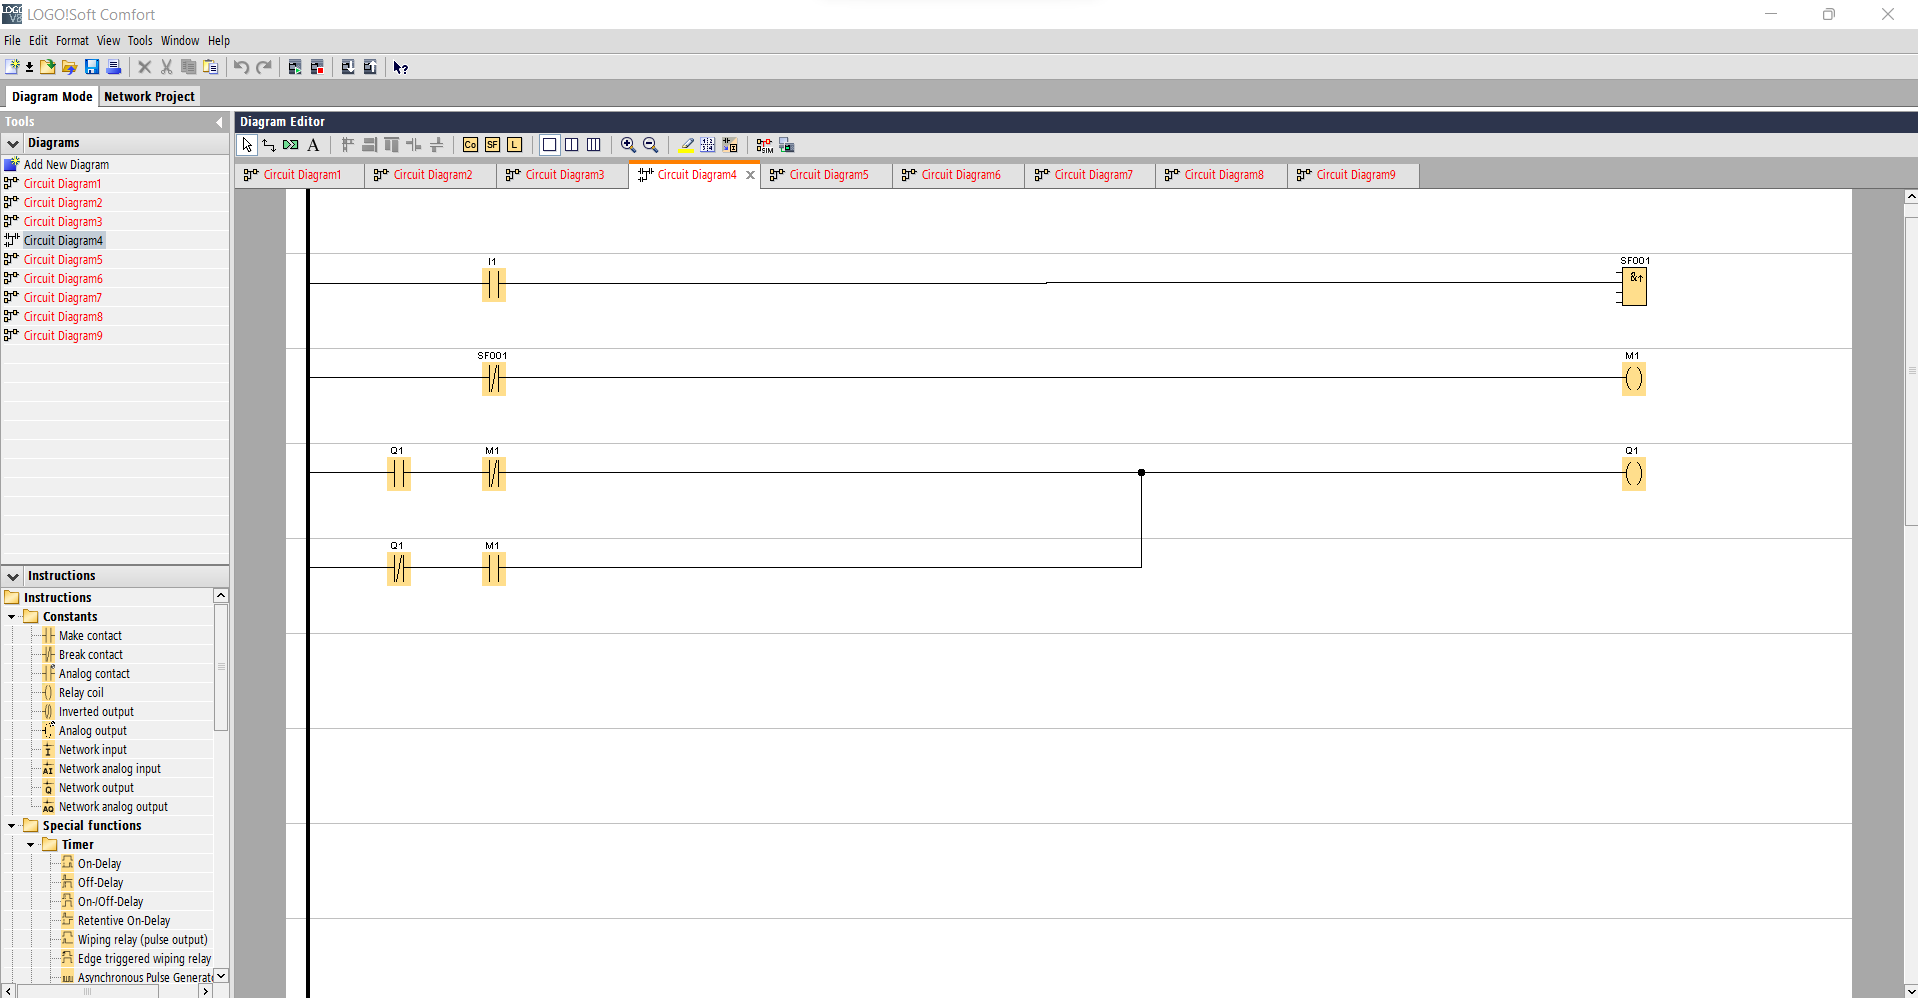 LOGO!Soft Comfort
File Edit Format View Tools Window Help
Diagram Mode Network Project
Tools
Diagrams
Add New Diagram
Circuit Diagram1
Circuit Diagram2
Circuit Diagram3
Circuit Diagram4
Circuit Diagram5
Circuit Diagram6
Circuit Diagram7
Circuit Diagram8
Circuit Diagram9
Instructions
Instructions
Constants
Make contact
Break contact
Analog contact
Relay coil
Inverted output
Analog output
Network input
Network analog input
Network output
Network analog output
Special functions
Timer
On-Delay
Off-Delay
On-/Off-Delay
Retentive On-Delay
Wiping relay (pulse output)
Edge triggered wiping relay
Asynchronous Pulse Generat
Diagram Editor
A Co SF L SIM
Circuit Diagram1 Circuit Diagram2 Circuit Diagram3 Circuit Diagram4 Circuit Diagram5 Circuit Diagram6 Circuit Diagram7 Circuit Diagram8 Circuit Diagram9
I1 SF001
&↑
SF001 M1
Q1 M1 Q1
Q1 M1